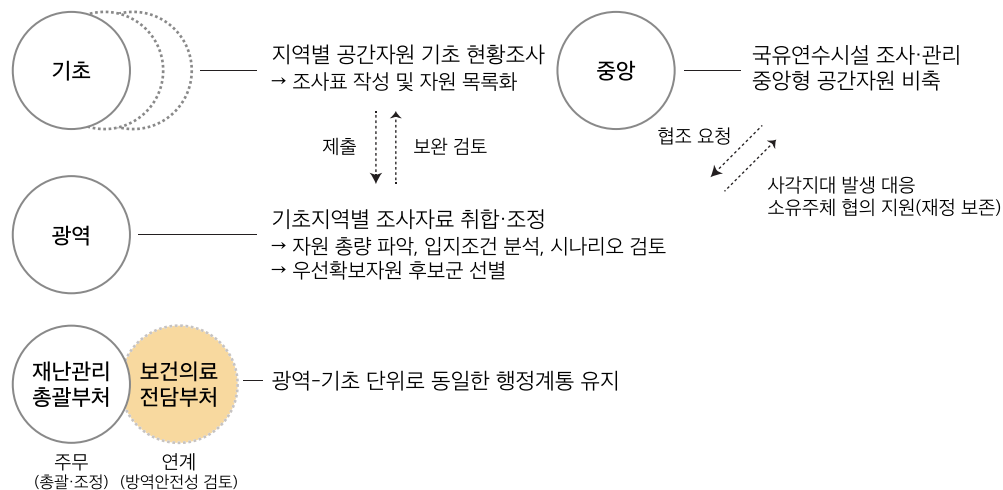 기초
지역별 공간자원 기초 현황조사
→ 조사표 작성 및 자원 목록화
중앙
국유연수시설 조사·관리
중앙형 공간자원 비축
제출
보완 검토
협조 요청
사각지대 발생 대응
소유주체 협의 지원(재정 보존)
광역
기초지역별 조사자료 취합·조정
→ 자원 총량 파악, 입지조건 분석, 시나리오 검토
→ 우선확보자원 후보군 선별
재난관리
총괄부처
보건의료
전담부처
광역-기초 단위로 동일한 행정계통 유지
주무
(총괄·조정)
연계
(방역안전성 검토)